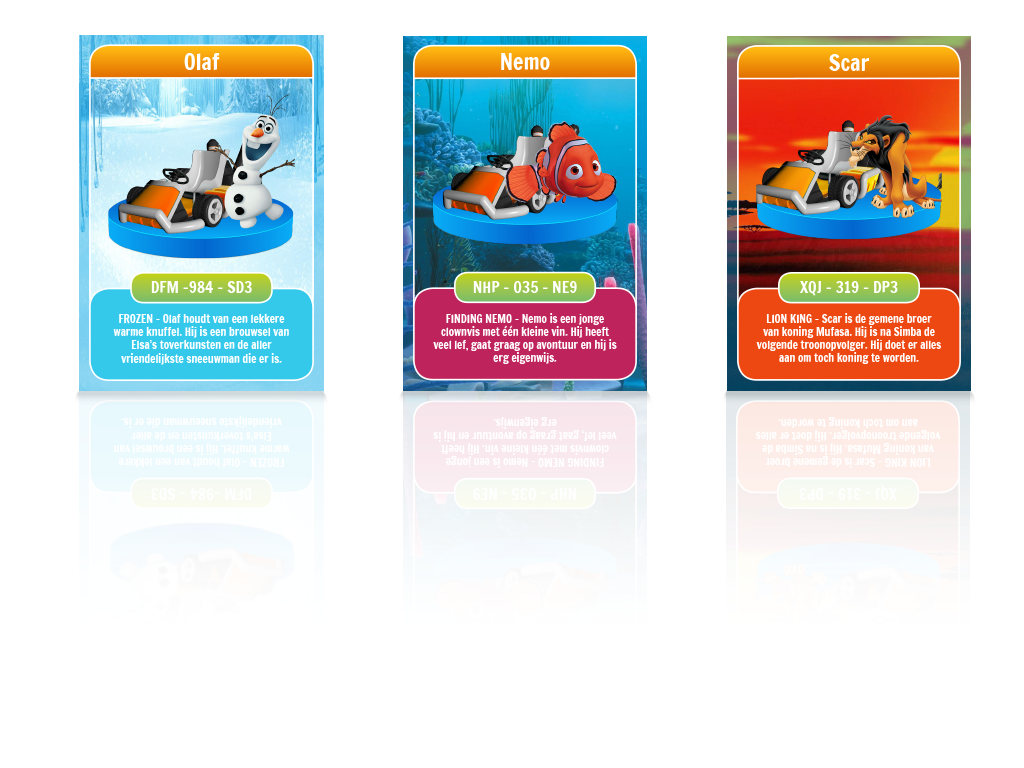 Olaf
DFM -984 - SD3
FROZEN - Olaf houdt van een lekkere
warme knuffel. Hij is een brouwsel van
Elsa's toverkunsten en de aller
vriendelijkste sneeuwman die er is.
Nemo
NHP - 035 - NE9
FINDING NEMO - Nemo is een jonge
clownvis met één kleine vin. Hij heeft
veel lef, gaat graag op avontuur en hij is
erg eigenwijs.
Scar
XQJ - 319 - DP3
LION KING - Scar is de gemene broer
van koning Mufasa. Hij is na Simba de
volgende troonopvolger. Hij doet er alles
aan om toch koning te worden.